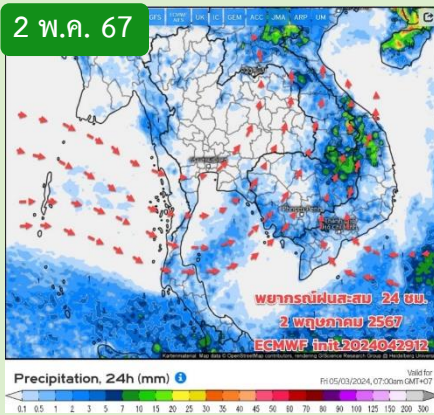 2 พ.ค. 67
GFS ECMWF AIFS UK IC GEM ACC JMA ARP UM
พยากรณ์ฝนสะสม 24 ชม.
2 พฤษภาคม 2567
ECMWF init.2024042912
Precipitation, 24h (mm)
Valid for
Fri 05/03/2024, 07:00am GMT+07
0.1 0.5 1 2 3 5 7 10 15 20 25 30 35 40 45 50 60 70 80 90 100 125 150 200 300